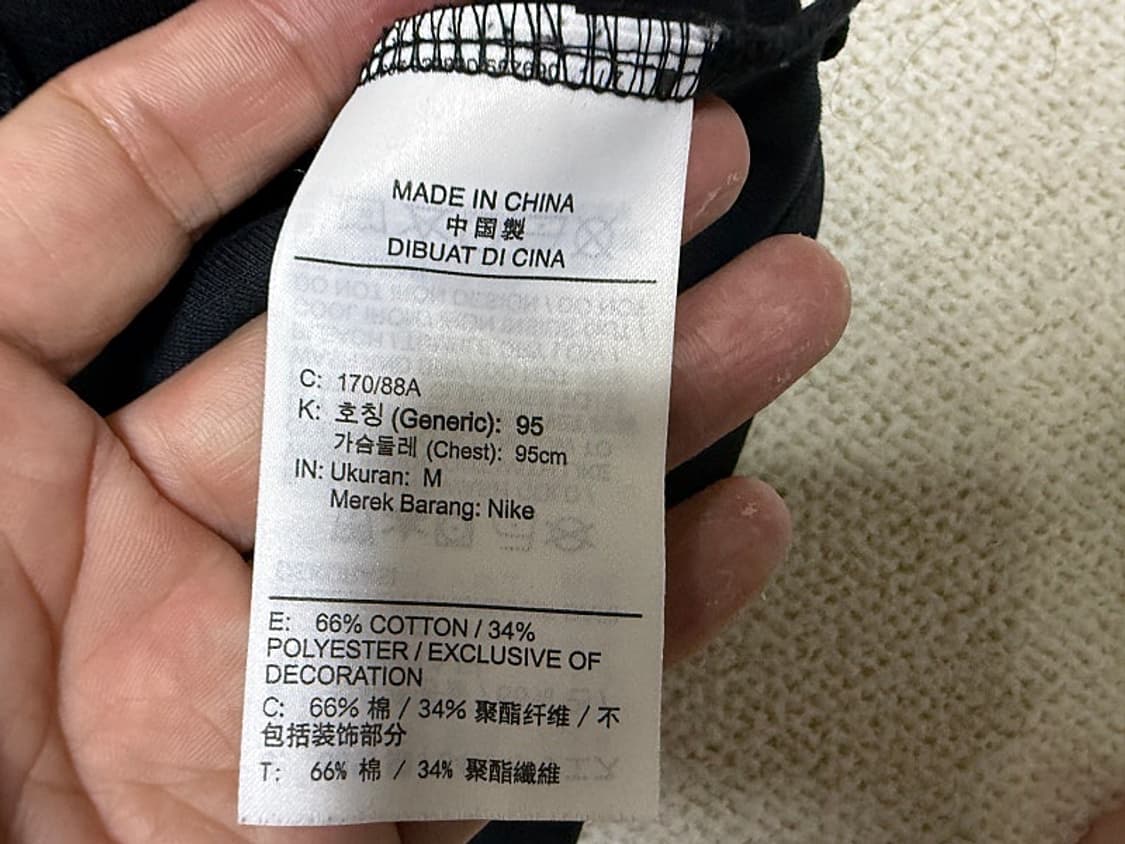 MADE IN CHINA
中国製
DIBUAT DI CINA
C: 170/88A
K: 호칭 (Generic): 95
가슴둘레 (Chest): 95cm
IN: Ukuran: M
Merek Barang: Nike
E: 66% COTTON / 34%
POLYESTER / EXCLUSIVE OF
DECORATION
C: 66% 棉 / 34% 聚酯纤维 / 不
包括装饰部分
T: 66% 棉 / 34% 聚酯纖維